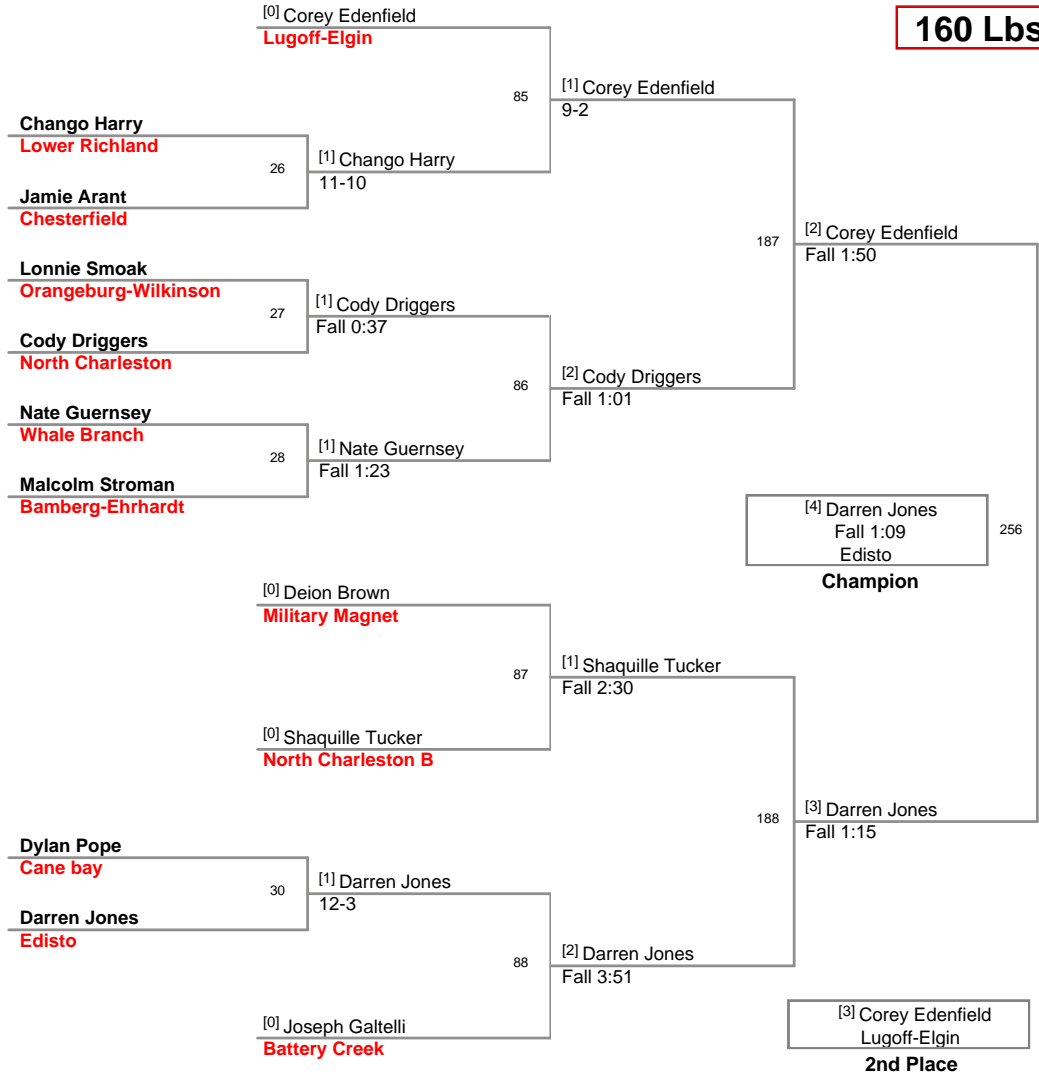 [0] Corey Edenfield
Lugoff-Elgin
160 Lbs
85
[1] Corey Edenfield
9-2
Chango Harry
Lower Richland
26
[1] Chango Harry
11-10
Jamie Arant
Chesterfield
187
[2] Corey Edenfield
Fall 1:50
Lonnie Smoak
Orangeburg-Wilkinson
27
[1] Cody Driggers
Fall 0:37
Cody Driggers
North Charleston
86
[2] Cody Driggers
Fall 1:01
Nate Guernsey
Whale Branch
28
[1] Nate Guernsey
Fall 1:23
Malcolm Stroman
Bamberg-Ehrhardt
[4] Darren Jones
Fall 1:09
Edisto
256
Champion
[0] Deion Brown
Military Magnet
87
[1] Shaquille Tucker
Fall 2:30
[0] Shaquille Tucker
North Charleston B
188
[3] Darren Jones
Fall 1:15
Dylan Pope
Cane bay
30
[1] Darren Jones
12-3
Darren Jones
Edisto
88
[2] Darren Jones
Fall 3:51
[0] Joseph Galtelli
Battery Creek
[3] Corey Edenfield
Lugoff-Elgin
2nd Place